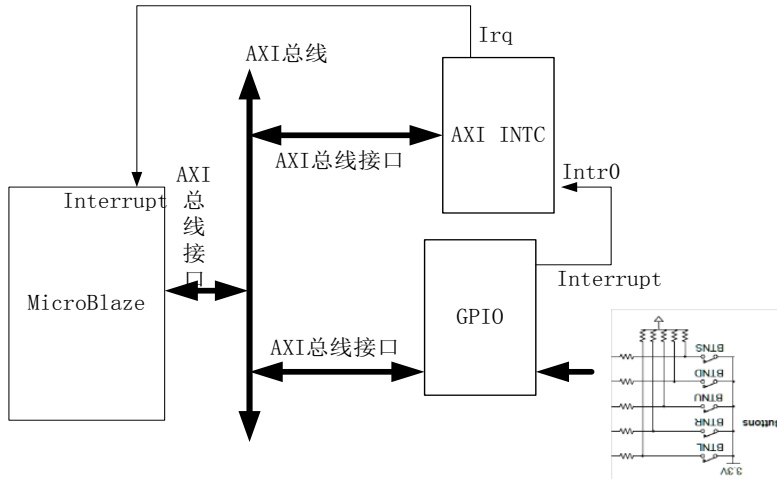 Irq
AXI总线
AXI INTC
AXI总线接口
Intr0
Interrupt
AXI
总
线
接
口
MicroBlaze
Interrupt
GPIO
AXI总线接口
BTNS
BTND
BTNU
BTNR
BTNL
uttons
3.3V